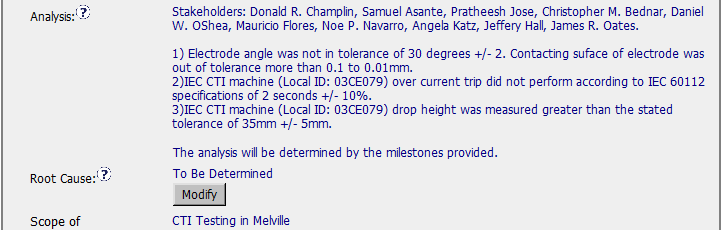 Analysis:? Stakeholders: Donald R. Champlin, Samuel Asante, Pratheesh Jose, Christopher M. Bednar, Daniel
W. OShea, Mauricio Flores, Noe P. Navarro, Angela Katz, Jeffery Hall, James R. Oates.
1) Electrode angle was not in tolerance of 30 degrees +/- 2. Contacting suface of electrode was
out of tolerance more than 0.1 to 0.01mm.
2)IEC CTI machine (Local ID: 03CE079) over current trip did not perform according to IEC 60112
specifications of 2 seconds +/- 10%.
3)IEC CTI machine (Local ID: 03CE079) drop height was measured greater than the stated
tolerance of 35mm +/- 5mm.
The analysis will be determined by the milestones provided.
Root Cause:? To Be Determined
Modify
Scope of CTI Testing in Melville